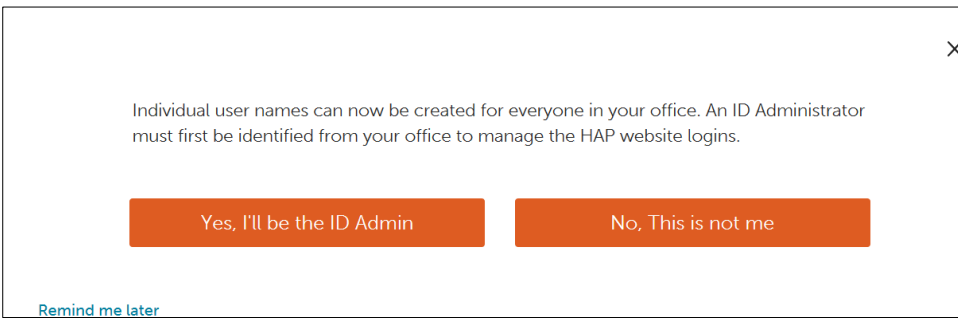 Individual user names can now be created for everyone in your office. An ID Administrator
must first be identified from your office to manage the HAP website logins.
Yes, I'll be the ID Admin
No, This is not me
Remind me later